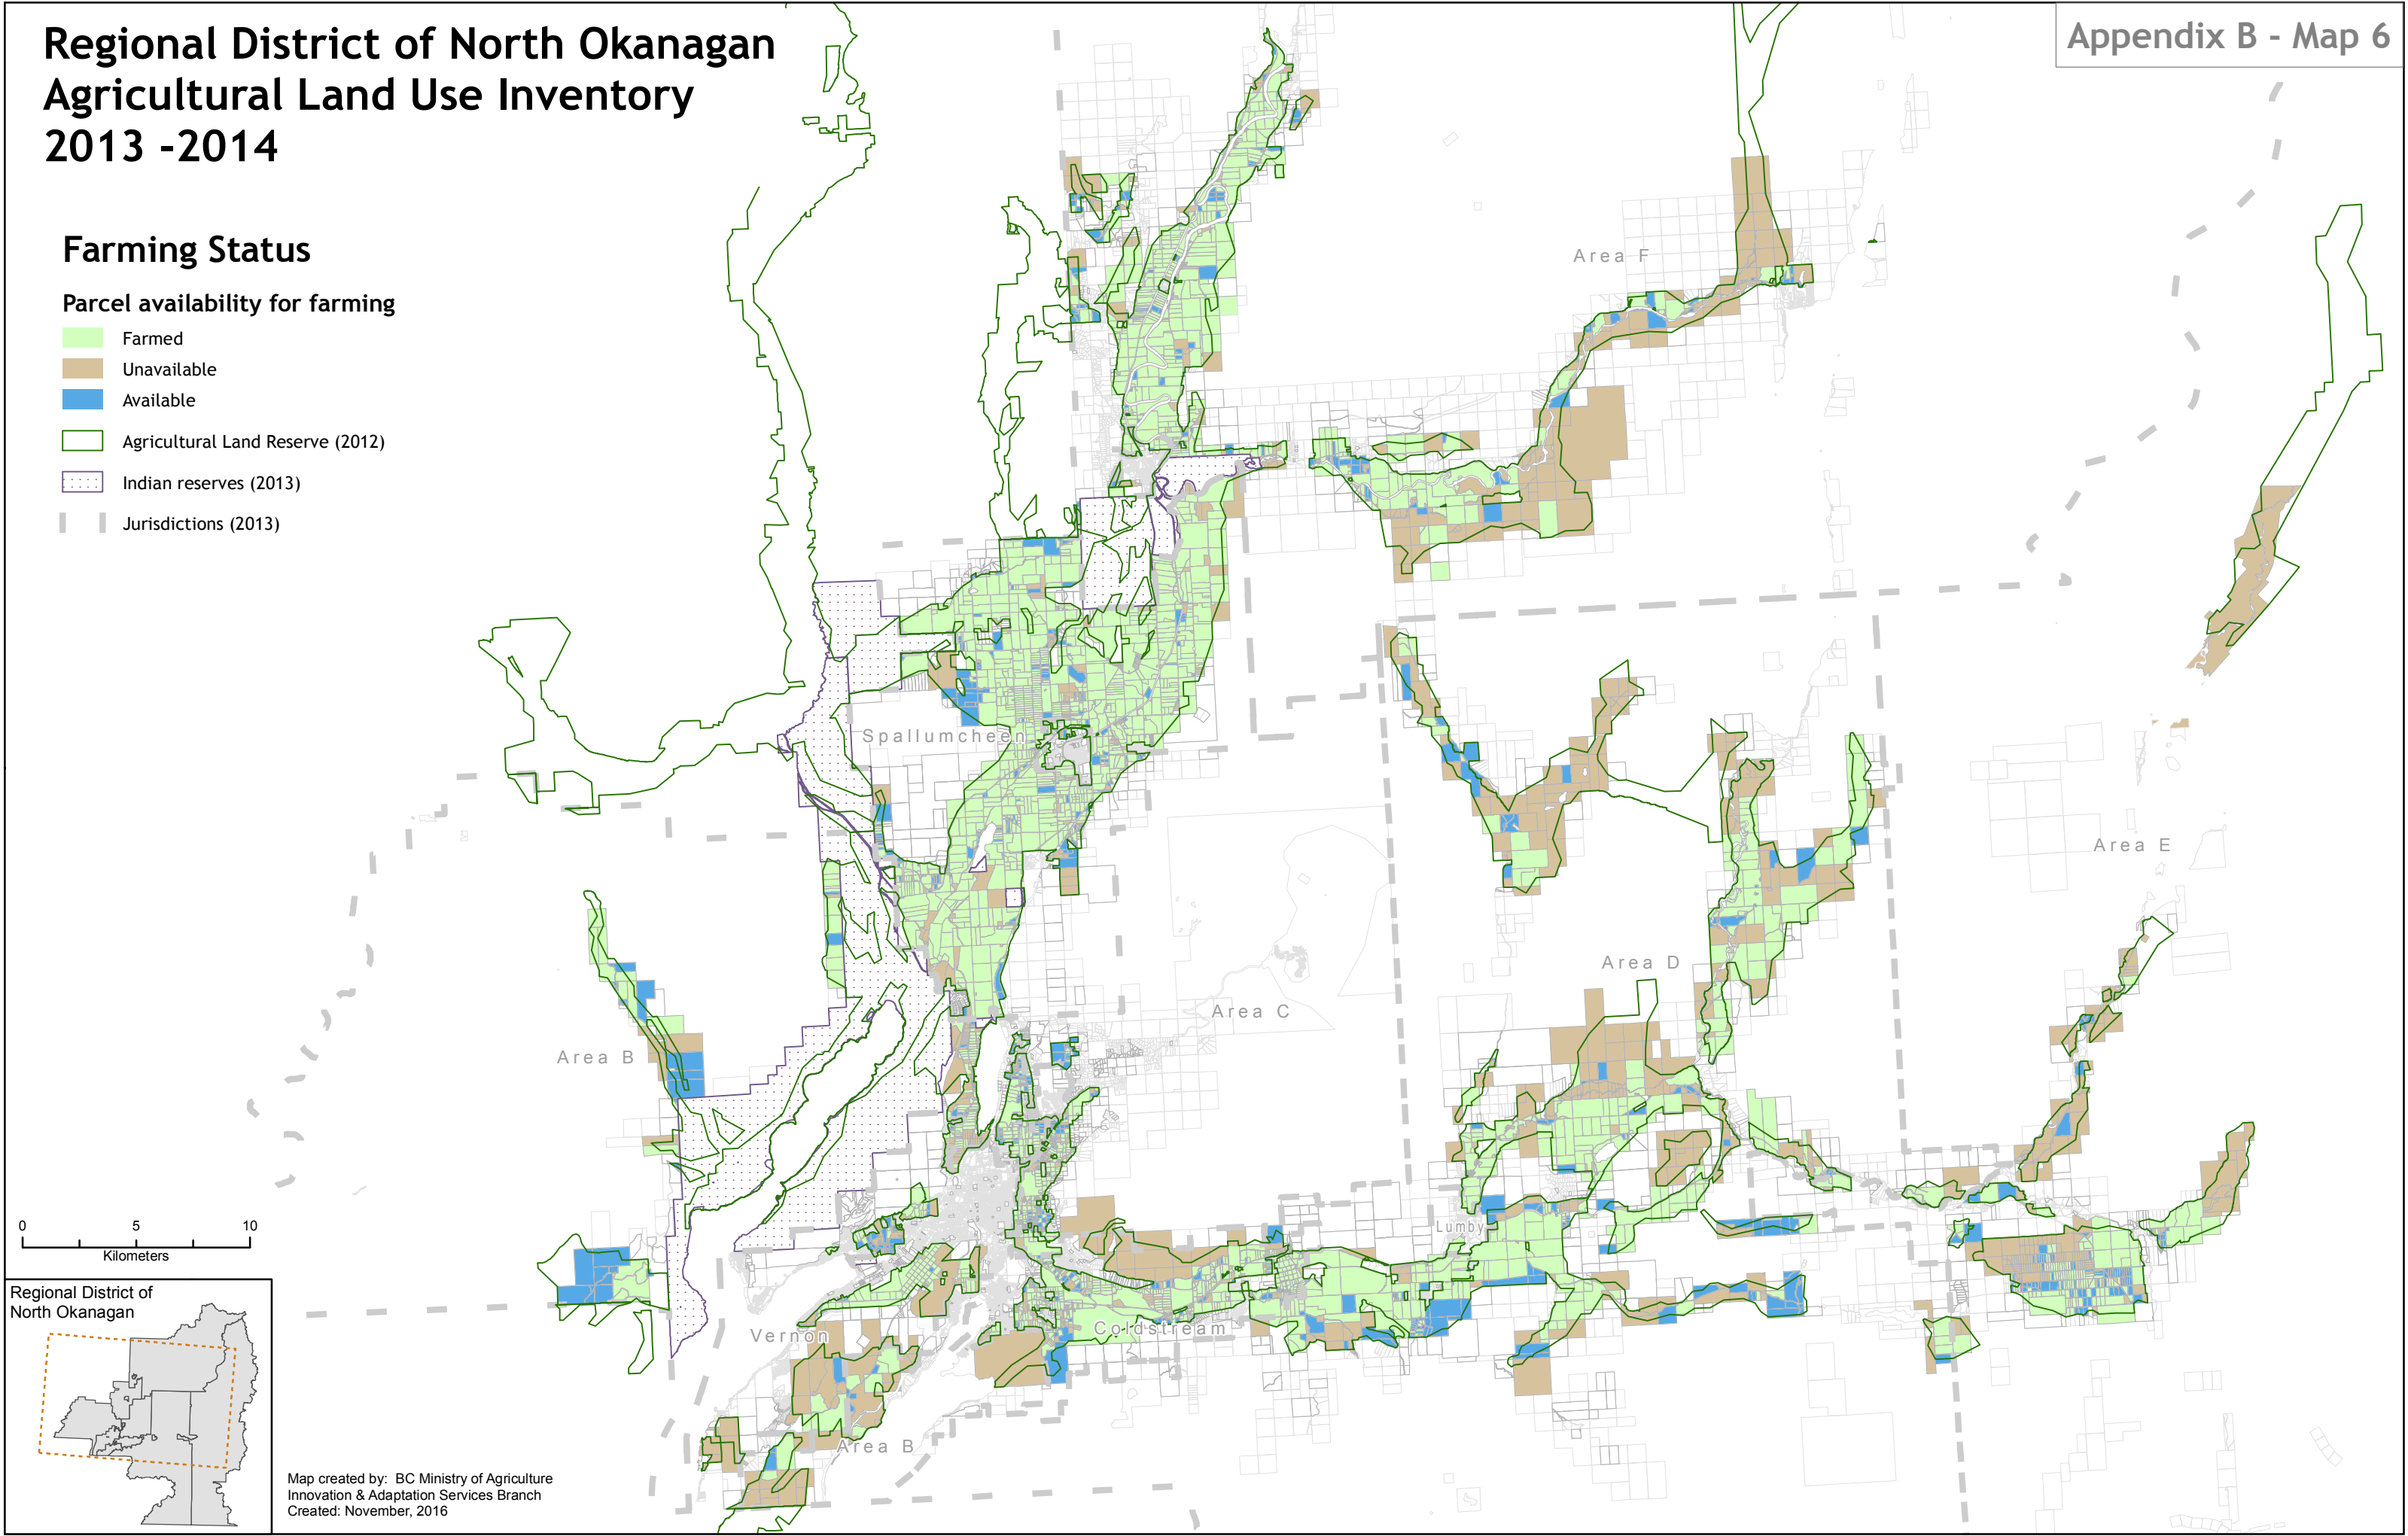 Regional District of North Okanagan
Agricultural Land Use Inventory
2013 -2014
Appendix B - Map 6
Farming Status
Parcel availability for farming
Farmed
Unavailable
Available
Agricultural Land Reserve (2012)
Indian reserves (2013)
Jurisdictions (2013)
Area F
Spallumcheen
Area E
Area D
Area C
Area B
Lumby
Coldstream
Vernon
Area B
0 5 10
Kilometers
Regional District of
North Okanagan
Map created by: BC Ministry of Agriculture
Innovation & Adaptation Services Branch
Created: November, 2016